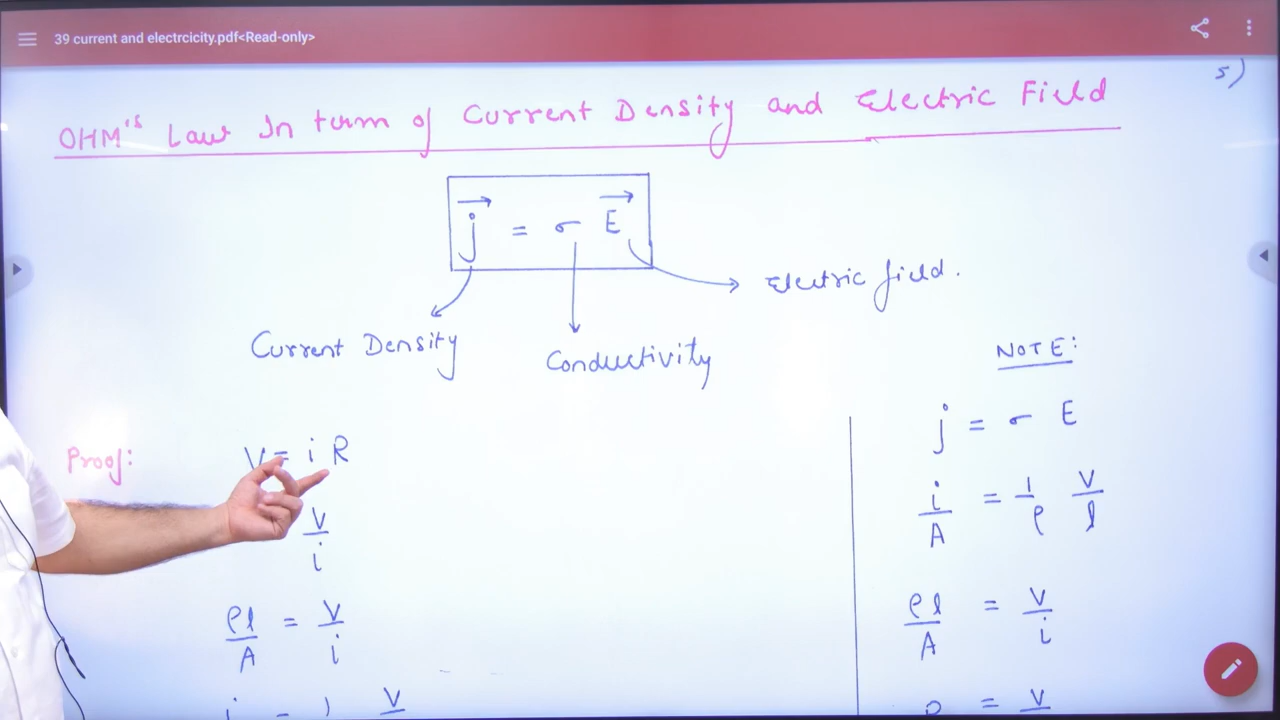 39 current and electrcicity.pdf<Read-only>
5)
OHM's Law In term of Current Density and Electric Field
j = σ E
Electric field.
Current Density
Conductivity
NOTE:
j = σ E
Proof:
V = i R
i/A = 1/ρ V/l
V/i
ρl/A = V/i
ρl/A = V/i